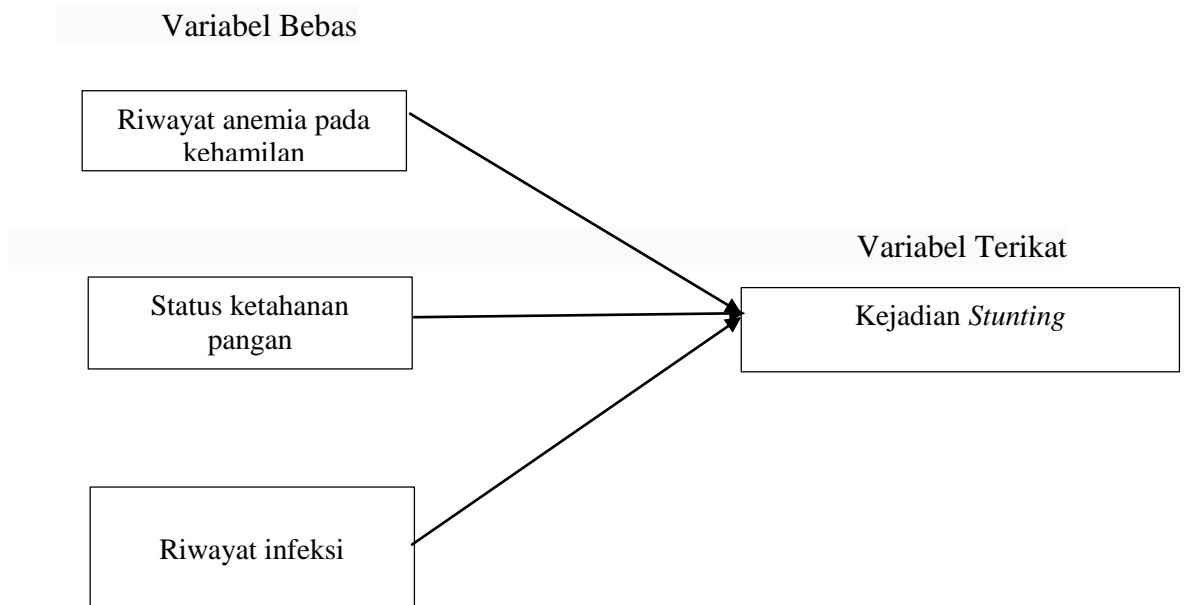 Variabel Bebas
Riwayat anemia pada
kehamilan
Variabel Terikat
Status ketahanan
pangan
Kejadian Stunting
Riwayat infeksi